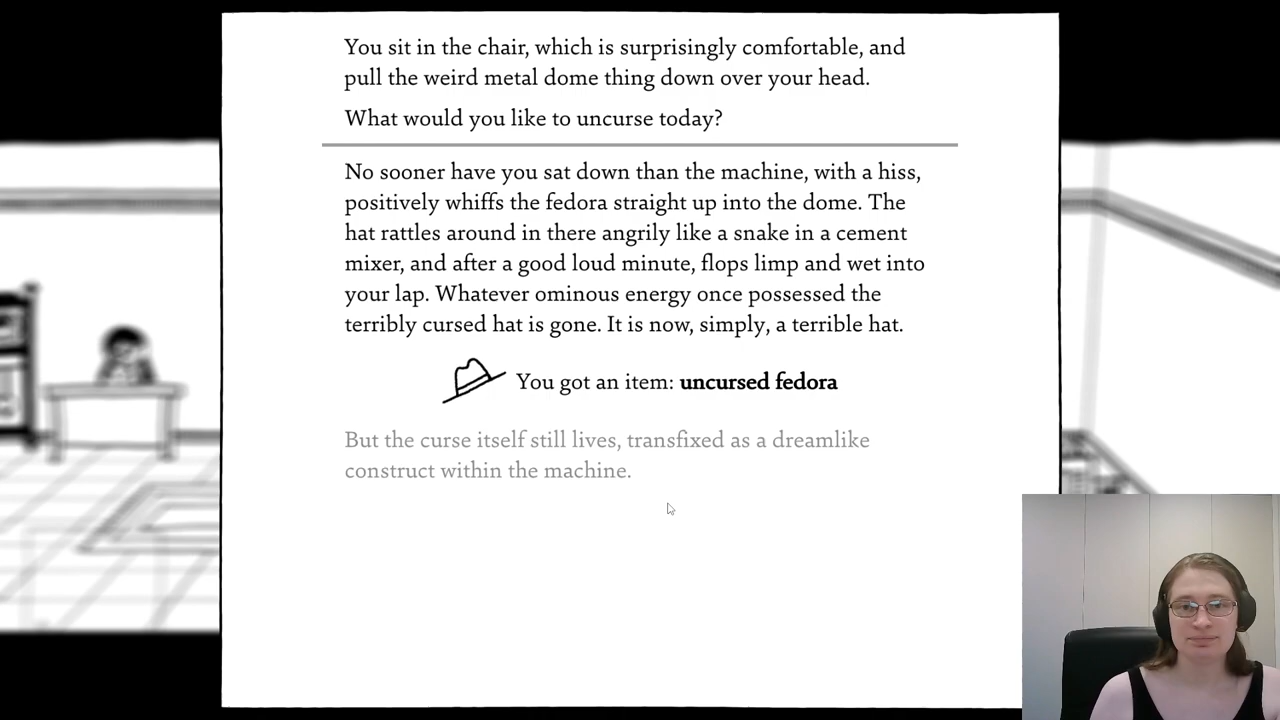 You sit in the chair, which is surprisingly comfortable, and
pull the weird metal dome thing down over your head.
What would you like to uncurse today?
No sooner have you sat down than the machine, with a hiss,
positively whiffs the fedora straight up into the dome. The
hat rattles around in there angrily like a snake in a cement
mixer, and after a good loud minute, flops limp and wet into
your lap. Whatever ominous energy once possessed the
terribly cursed hat is gone. It is now, simply, a terrible hat.
You got an item: uncursed fedora
But the curse itself still lives, transfixed as a dreamlike
construct within the machine.